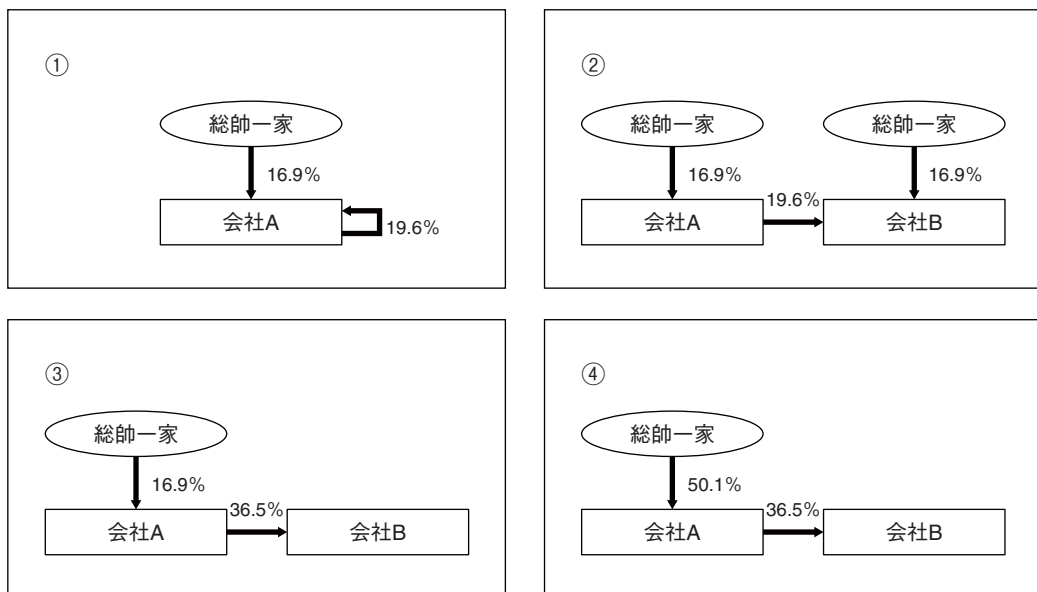 ①
総帥一家
16.9%
会社A
19.6%
②
総帥一家
総帥一家
16.9%
16.9%
19.6%
会社A
会社B
③
総帥一家
16.9%
36.5%
会社A
会社B
④
総帥一家
50.1%
36.5%
会社A
会社B